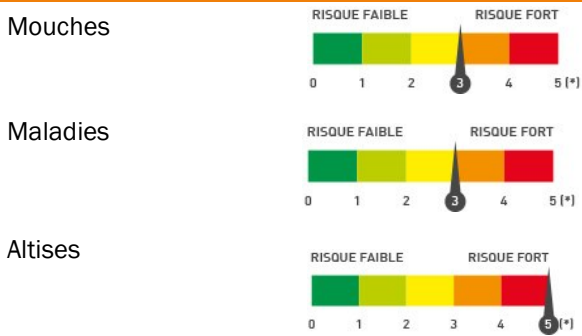 Mouches
RISQUE FAIBLE RISQUE FORT
0 1 2 3 4 5 (*)
Maladies
RISQUE FAIBLE RISQUE FORT
0 1 2 3 4 5 (*)
Altises
RISQUE FAIBLE RISQUE FORT
0 1 2 3 4 5 (*)